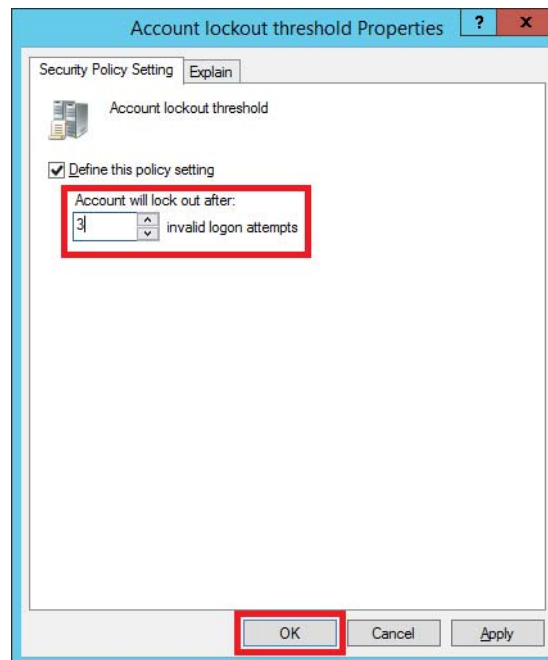 Account lockout threshold Properties ? x
Security Policy Setting Explain
Account lockout threshold
Define this policy setting
Account will lock out after:
3 invalid logon attempts
OK Cancel Apply